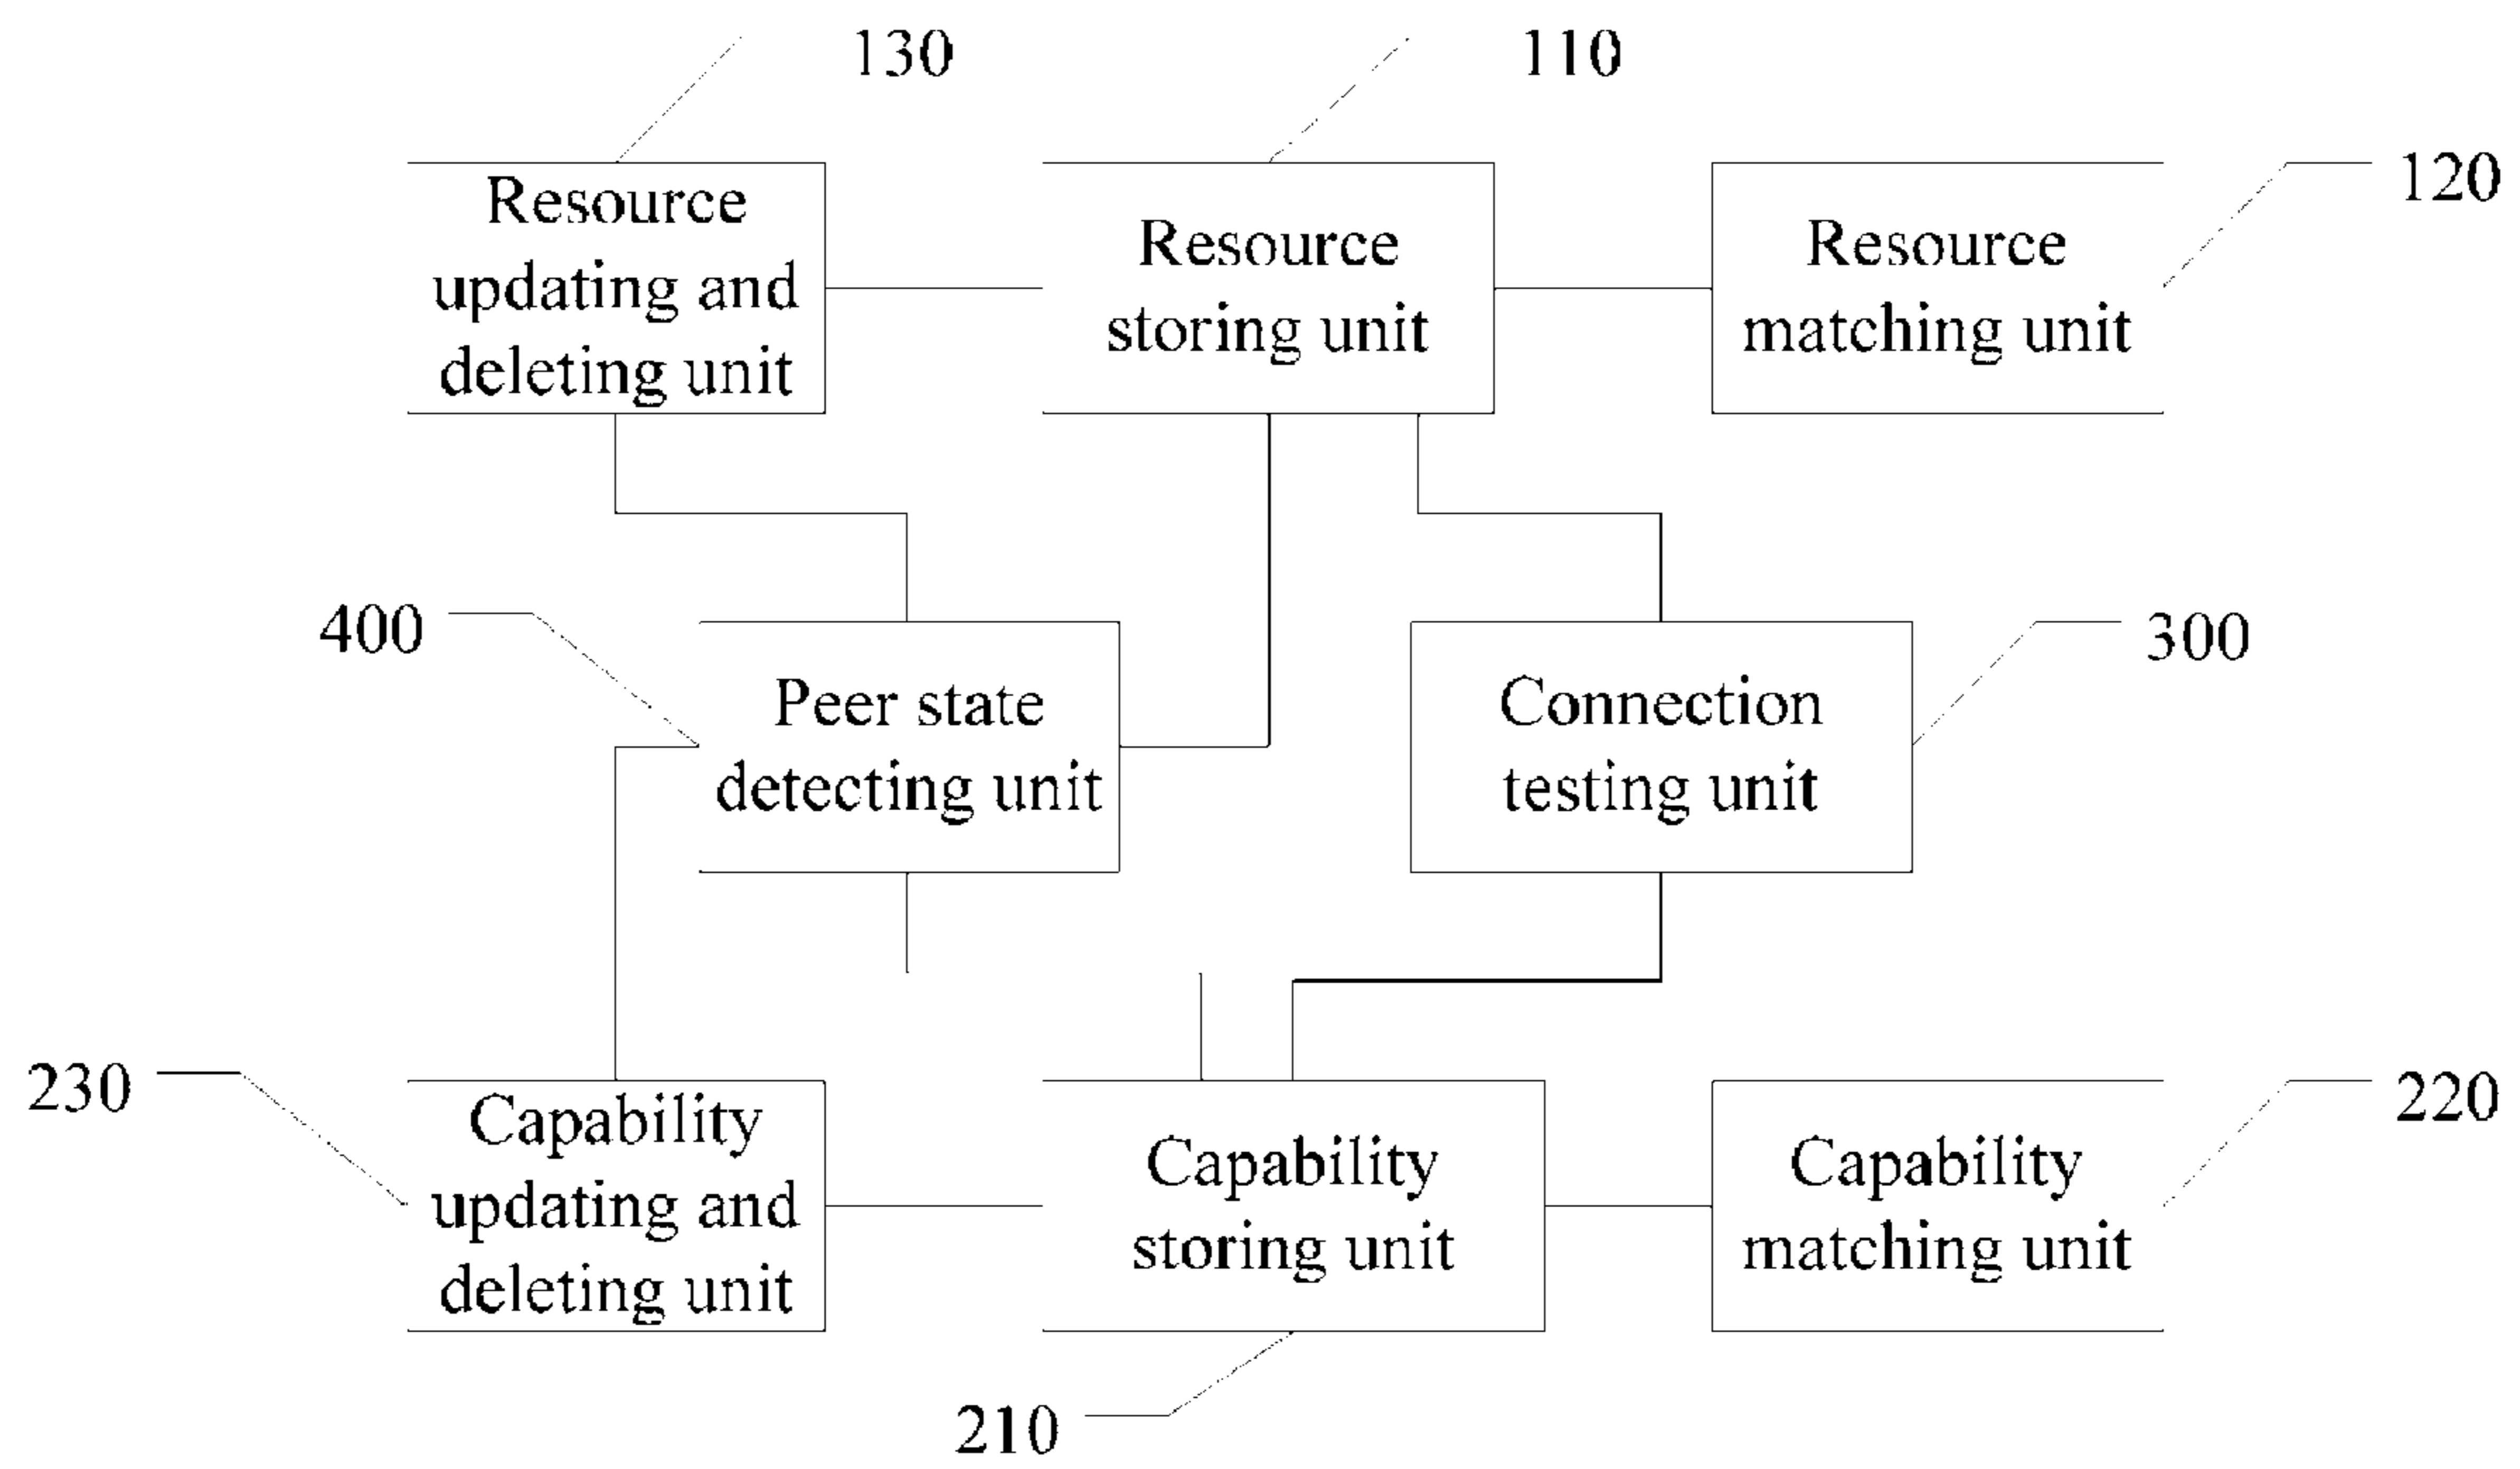 130
110
120
Resource
updating and
deleting unit
Resource
storing unit
Resource
matching unit
400
300
Peer state
detecting unit
Connection
testing unit
230
220
Capability
updating and
deleting unit
Capability
storing unit
Capability
matching unit
210